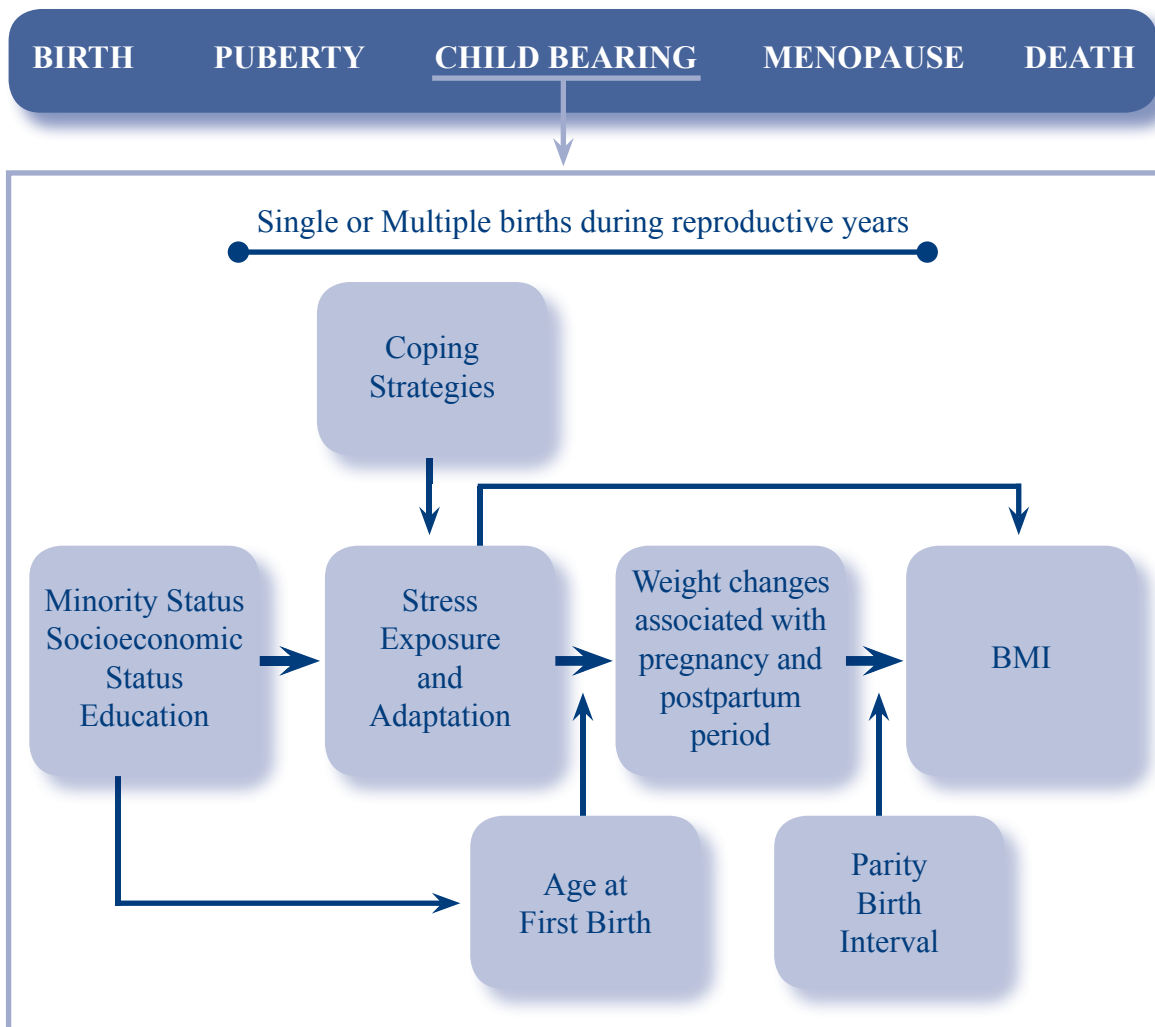 BIRTH PUBERTY CHILD BEARING MENOPAUSE DEATH
Single or Multiple births during reproductive years
Coping
Strategies
Minority Status
Socioeconomic
Status
Education
Stress
Exposure
and
Adaptation
Weight changes
associated with
pregnancy and
postpartum
period
BMI
Age at
First Birth
Parity
Birth
Interval